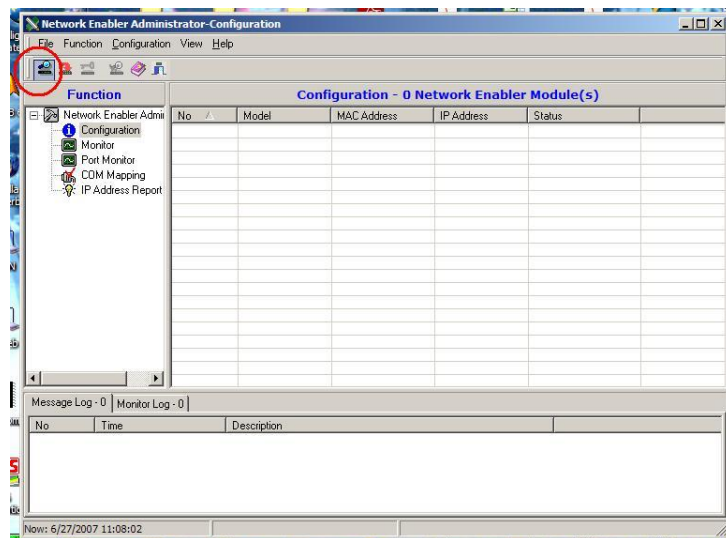 Network Enabler Administrator-Configuration
File Function Configuration View Help
Function
Configuration - 0 Network Enabler Module(s)
Network Enabler Admi
Configuration
Monitor
Port Monitor
COM Mapping
IP Address Report
No Model MAC Address IP Address Status
Message Log - 0 Monitor Log - 0
No Time Description
Now: 6/27/2007 11:08:02